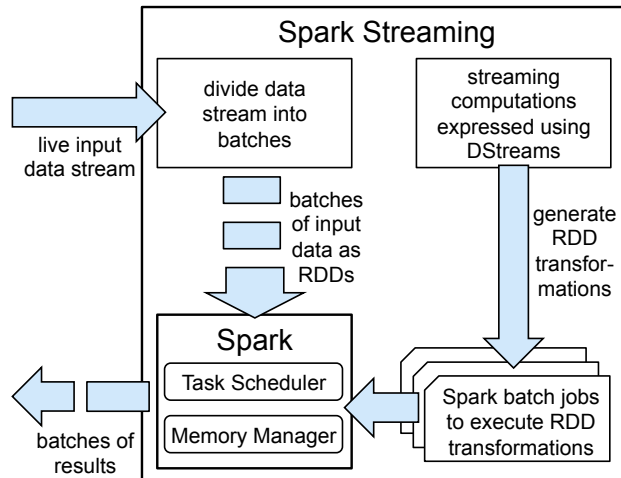 Spark Streaming
divide data
stream into
batches
streaming
computations
expressed using
DStreams
live input
data stream
batches
of input
data as
RDDs
generate
RDD
transfor-
mations
Spark
Task Scheduler
Memory Manager
Spark batch jobs
to execute RDD
transformations
batches of
results